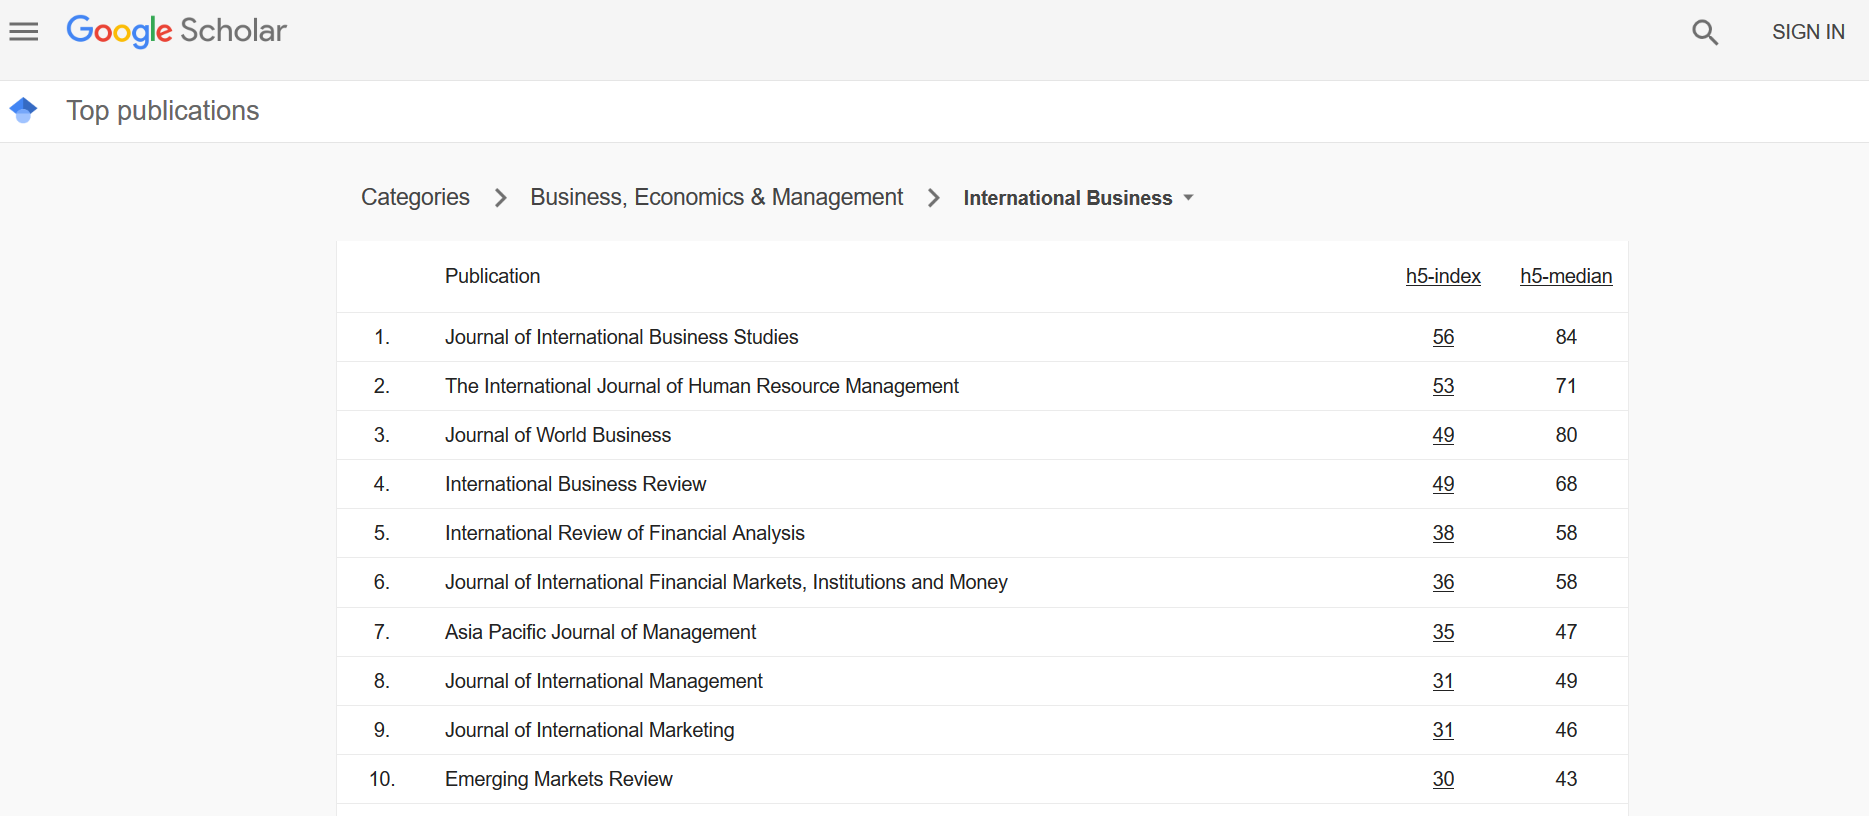 Google Scholar SIGN IN
Top publications
Categories Business, Economics & Management International Business
Publication h5-index h5-median
1. Journal of International Business Studies 56 84
2. The International Journal of Human Resource Management 53 71
3. Journal of World Business 49 80
4. International Business Review 49 68
5. International Review of Financial Analysis 38 58
6. Journal of International Financial Markets, Institutions and Money 36 58
7. Asia Pacific Journal of Management 35 47
8. Journal of International Management 31 49
9. Journal of International Marketing 31 46
10. Emerging Markets Review 30 43